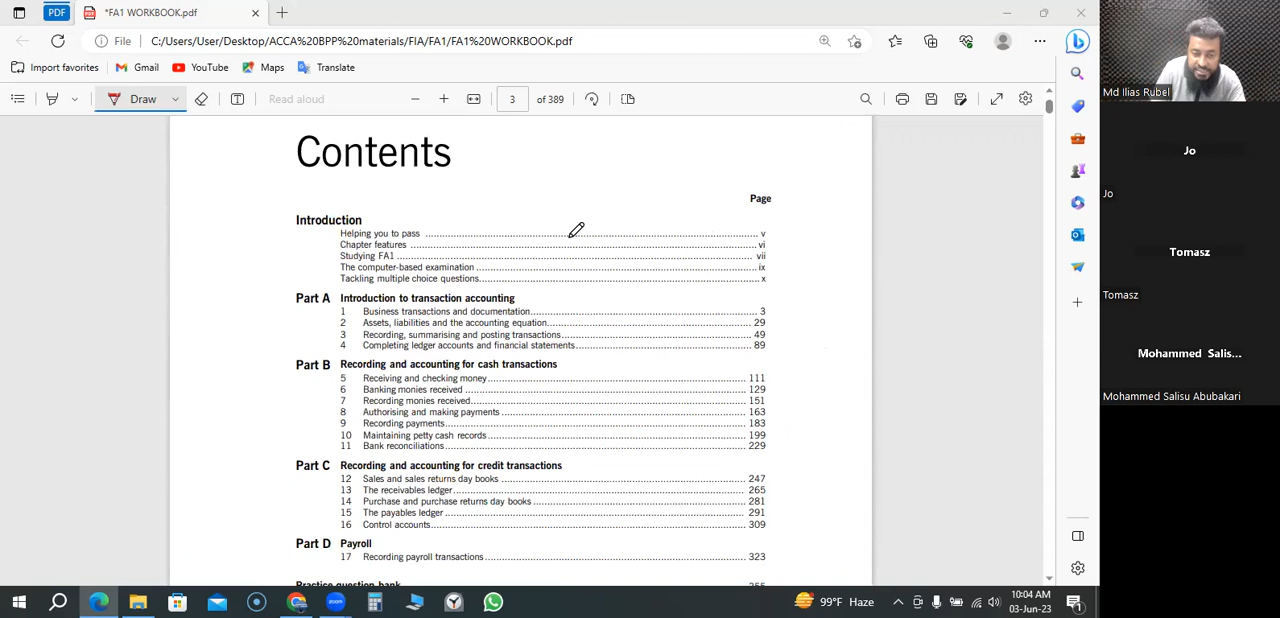 PDF
*FA1 WORKBOOK.pdf
File C:/Users/User/Desktop/ACCA%20BPP%20materials/FIA/FA1/FA1%20WORKBOOK.pdf
Import favorites Gmail YouTube Maps Translate
Draw Read aloud 3 of 389
Contents
Page
Introduction
Helping you to pass v
Chapter features vi
Studying FA1 vii
The computer-based examination ix
Tackling multiple choice questions x
Part A Introduction to transaction accounting
1 Business transactions and documentation 3
2 Assets, liabilities and the accounting equation 29
3 Recording, summarising and posting transactions 49
4 Completing ledger accounts and financial statements 89
Part B Recording and accounting for cash transactions
5 Receiving and checking money 111
6 Banking monies received 129
7 Recording monies received 151
8 Authorising and making payments 163
9 Recording payments 183
10 Maintaining petty cash records 199
11 Bank reconciliations 229
Part C Recording and accounting for credit transactions
12 Sales and sales returns day books 247
13 The receivables ledger 265
14 Purchase and purchase returns day books 281
15 The payables ledger 291
16 Control accounts 309
Part D Payroll
17 Recording payroll transactions 323
Practice question bank
Md Ilias Rubel
Jo
Jo
Tomasz
Tomasz
Mohammed Salis...
Mohammed Salisu Abubakari
zoom
99°F Haze
10:04 AM
03-Jun-23
1